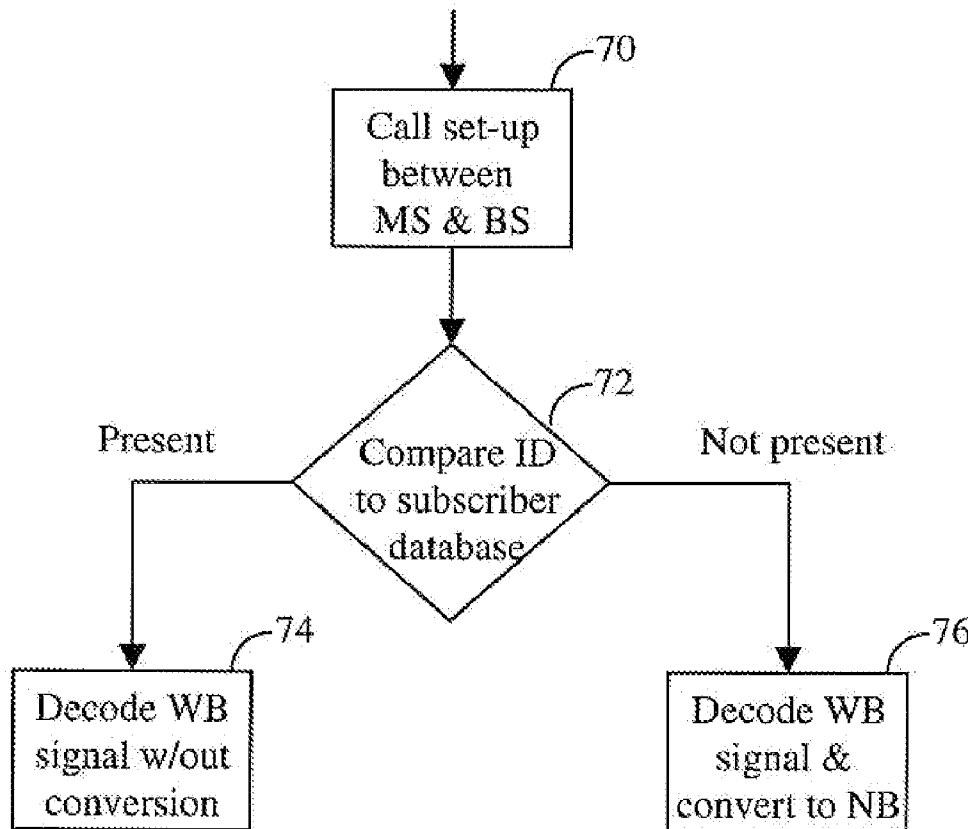 70
Call set-up
between
MS & BS
72
Compare ID
to subscriber
database
Present
Not present
74
Decode WB
signal w/out
conversion
76
Decode WB
signal &
convert to NB